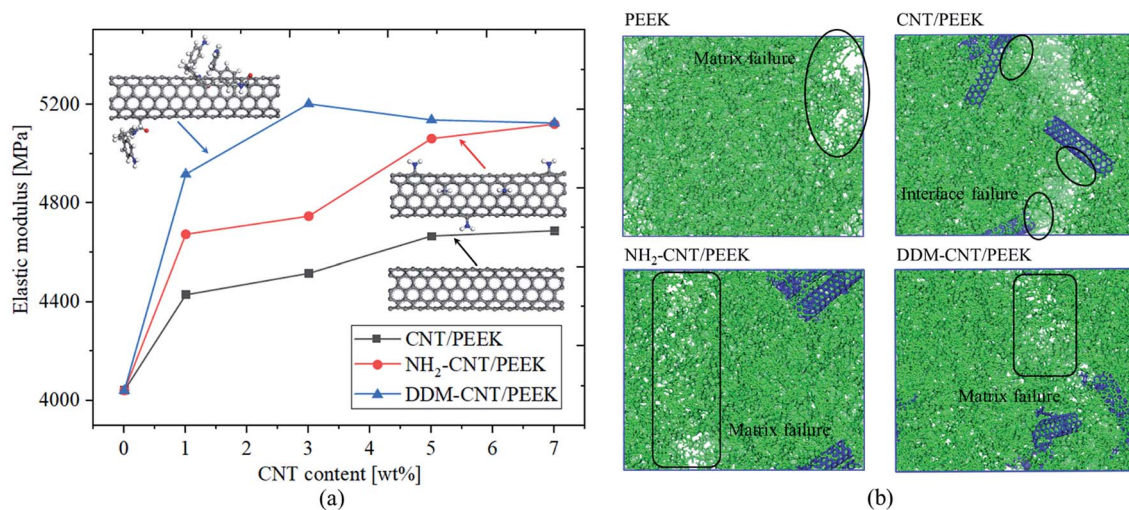 Elastic modulus [MPa]
5200
4800
4400
4000
0 1 2 3 4 5 6 7
CNT content [wt%]
CNT/PEEK
NH2-CNT/PEEK
DDM-CNT/PEEK
(a)
PEEK
Matrix failure
CNT/PEEK
Interface failure
NH2-CNT/PEEK
Matrix failure
DDM-CNT/PEEK
Matrix failure
(b)